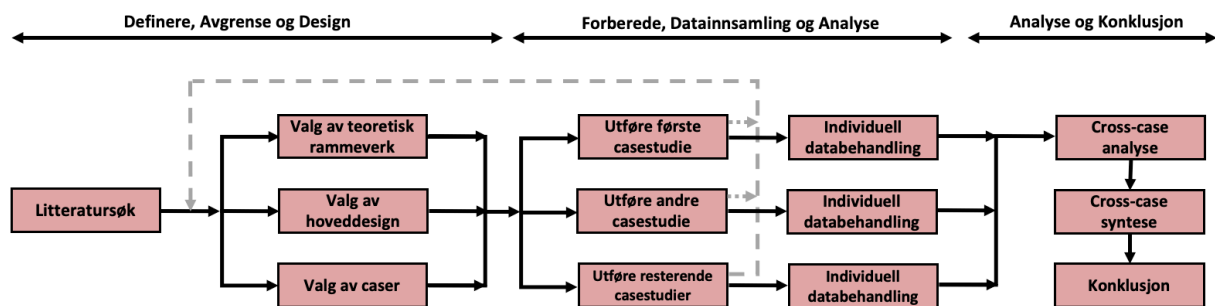 Definere, Avgrense og Design
Forberede, Datainnsamling og Analyse
Analyse og Konklusjon
Litteratursøk
Valg av teoretisk
rammeverk
Valg av
hoveddesign
Valg av caser
Utføre første
casestudie
Utføre andre
casestudie
Utføre resterende
casestudier
Individuell
databehandling
Individuell
databehandling
Individuell
databehandling
Cross-case
analyse
Cross-case
syntese
Konklusjon